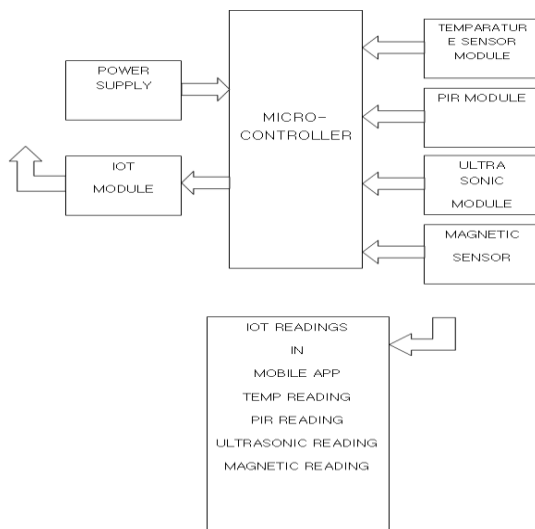 POWER
SUPPLY
IOT
MODULE
MICRO-
CONTROLLER
TEMPARATUR
E SENSOR
MODULE
PIR MODULE
ULTRA
SONIC
MODULE
MAGNETIC
SENSOR
IOT READINGS
IN
MOBILE APP
TEMP READING
PIR READING
ULTRASONIC READING
MAGNETIC READING